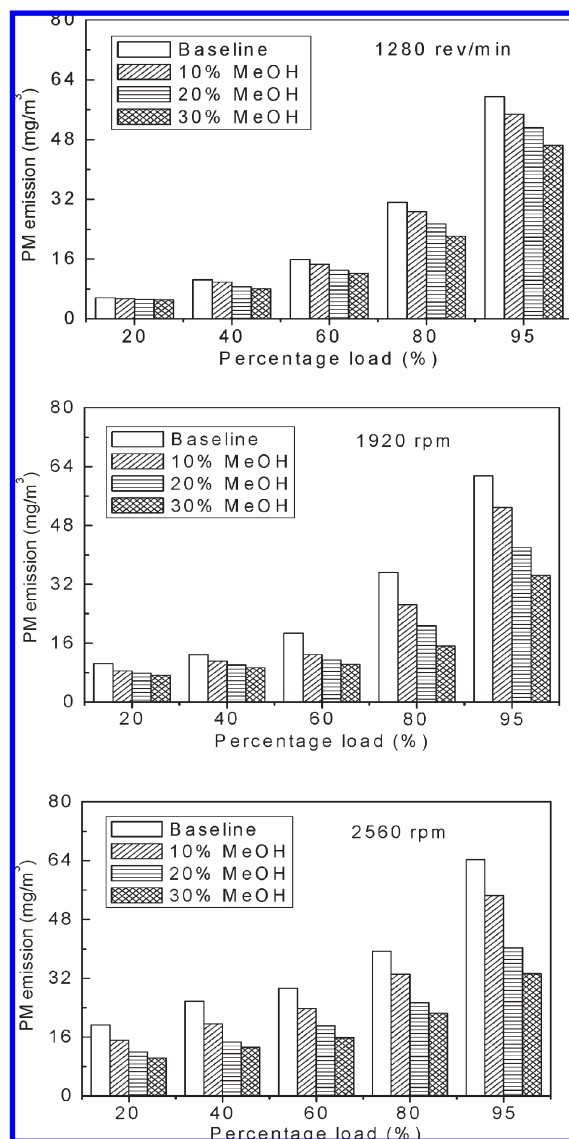 80
64
48
32
16
0
PM emission (mg/m³)
Baseline
10% MeOH
20% MeOH
30% MeOH
1280 rev/min
20 40 60 80 95
Percentage load (%)
80
64
48
32
16
0
PM emission (mg/m³)
Baseline
10% MeOH
20% MeOH
30% MeOH
1920 rpm
20 40 60 80 95
Percentage load (%)
80
64
48
32
16
0
PM emission (mg/m³)
Baseline
10% MeOH
20% MeOH
30% MeOH
2560 rpm
20 40 60 80 95
Percentage load (%)